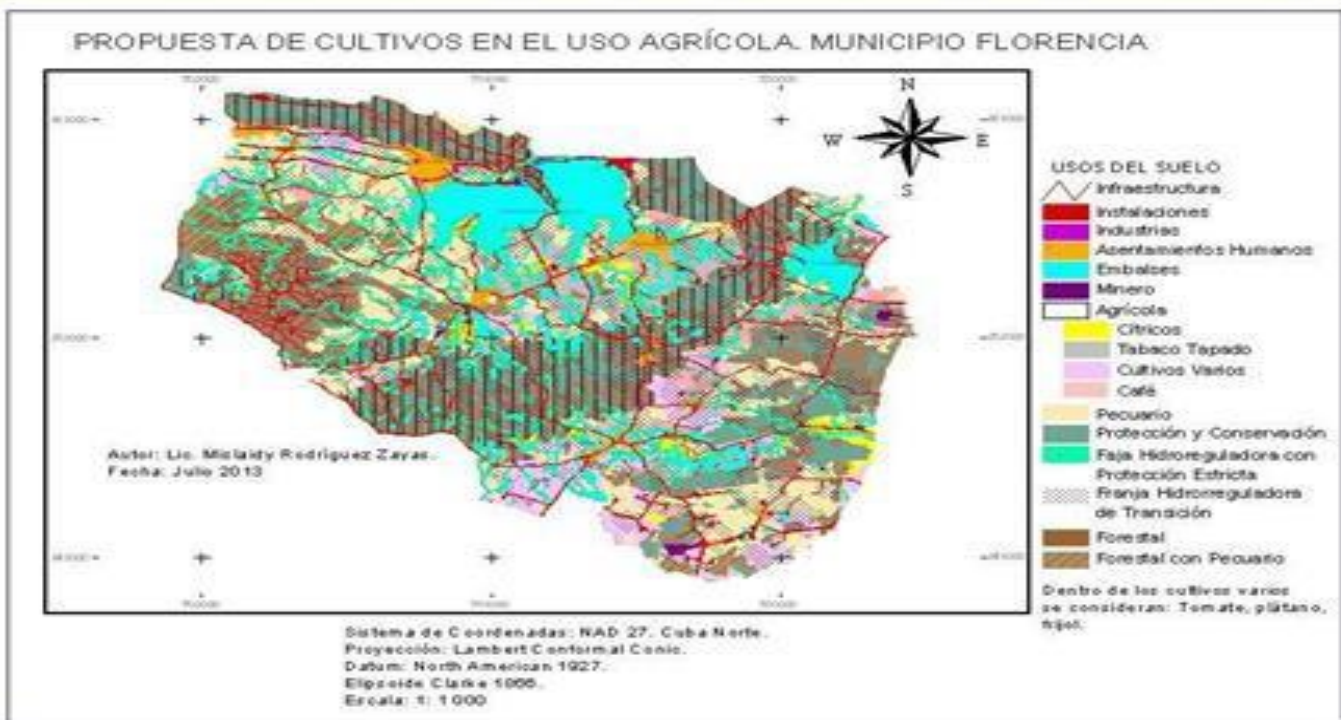 PROPUESTA DE CULTIVOS EN EL USO AGRÍCOLA. MUNICIPIO FLORENCIA
N
W E
S
USOS DEL SUELO
Infraestructura
Instalaciones
Industrias
Asentamientos Humanos
Embalses
Minero
Agrícola
Cítricos
Tabaco Tapado
Cultivos Varios
Café
Pecuario
Protección y Conservación
Faja Hidroreguladora con
Protección Estricta
Franja Hidrorreguladora
de Transición
Forestal
Forestal con Pecuario
Dentro de los cultivos varios
se consideran: Tomate, plátano,
frijol.
Autor: Lic. Mislaidy Rodríguez Zayas.
Fecha: Julio 2013
Sistema de Coordenadas: NAD 27. Cuba Norte.
Proyección: Lambert Conformal Conic.
Datum: North American 1927.
Elipsoide Clarke 1866.
Escala: 1: 1 000